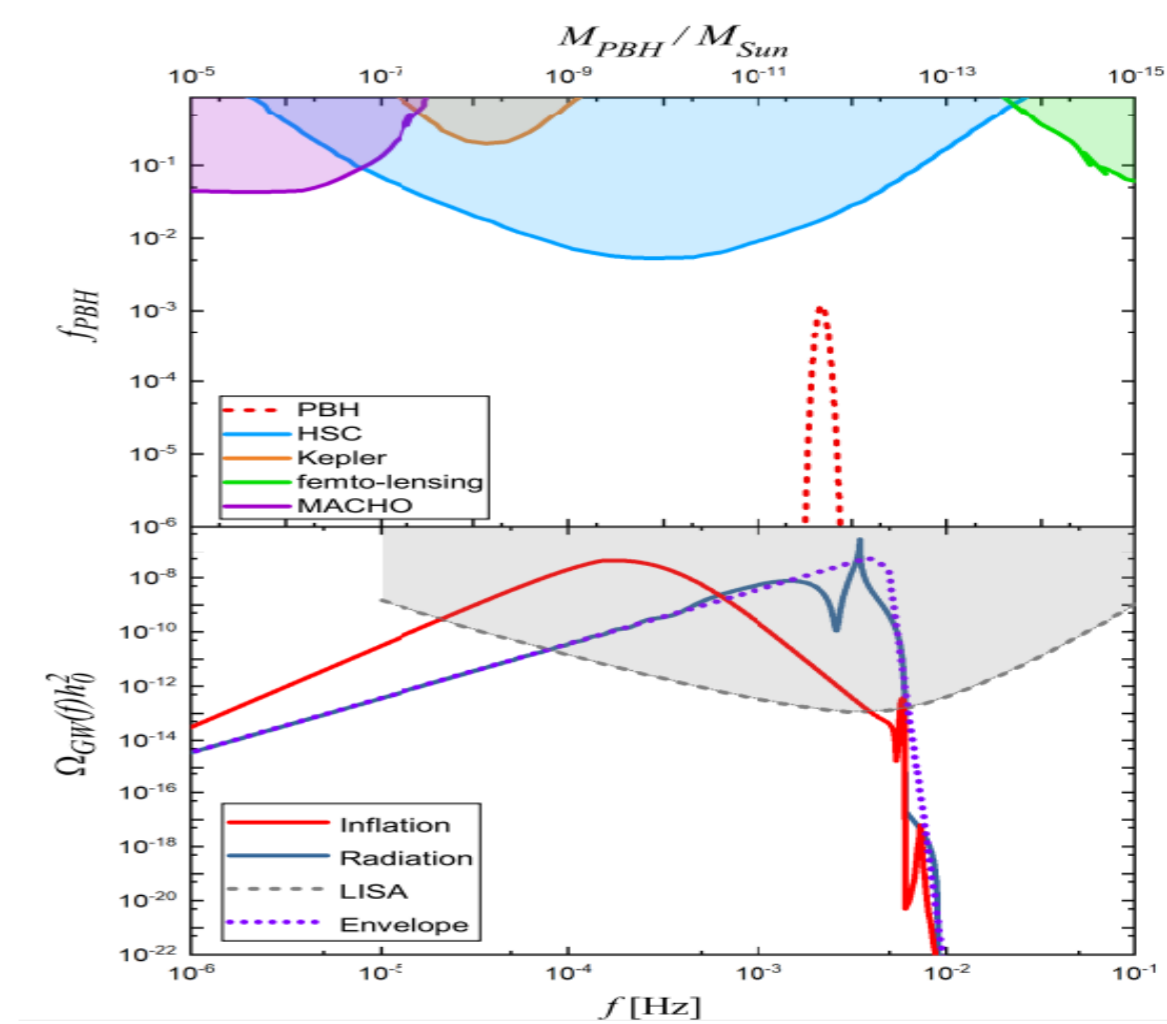 M_PBH / M_Sun
10^-5 10^-7 10^-9 10^-11 10^-13 10^-15
10^-1
10^-2
10^-3
10^-4
10^-5
10^-6
f_PBH
PBH
HSC
Kepler
femto-lensing
MACHO
10^-8
10^-10
10^-12
10^-14
10^-16
10^-18
10^-20
10^-22
Ω_GW(f)h_0^2
Inflation
Radiation
LISA
Envelope
10^-6 10^-5 10^-4 10^-3 10^-2 10^-1
f [Hz]